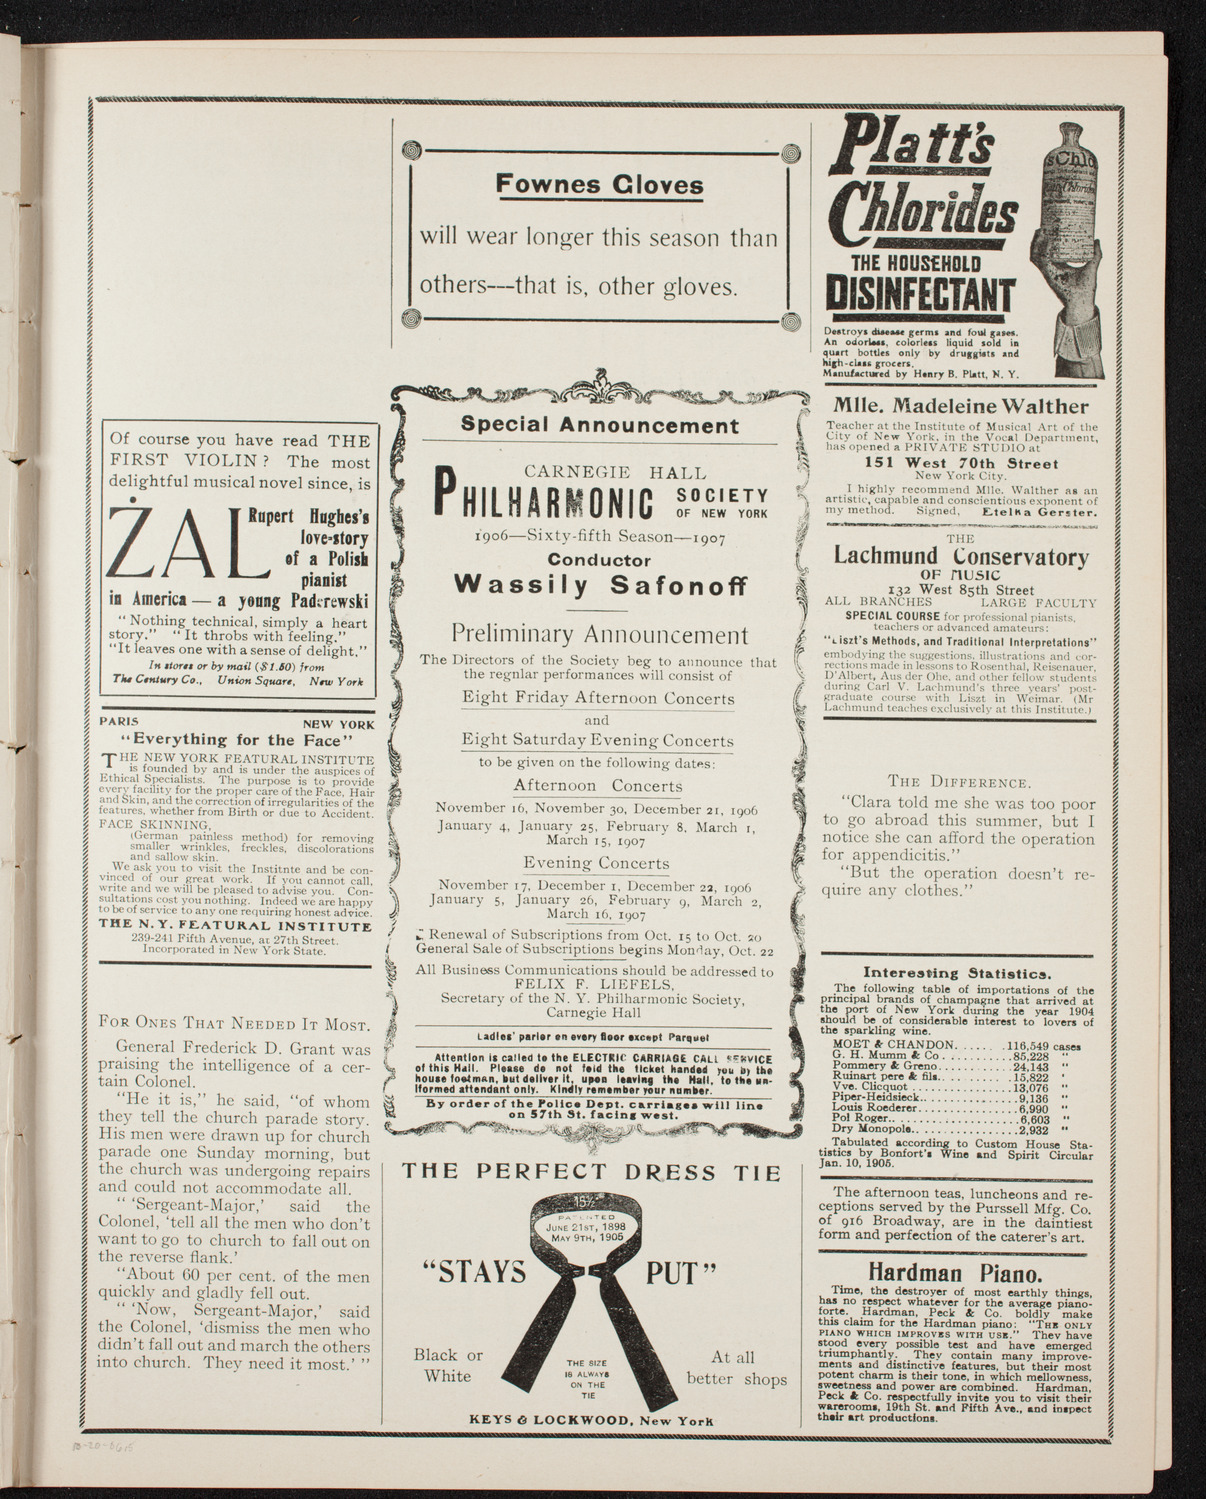 Of course you have read THE
FIRST VIOLIN? The most
delightful musical novel since, is
ŻAL
Rupert Hughes's
love-story
of a Polish
pianist
in America — a young Paderewski
"Nothing technical, simply a heart
story." "It throbs with feeling."
"It leaves one with a sense of delight."
In stores or by mail ($1.50) from
The Century Co., Union Square, New York
PARIS NEW YORK
"Everything for the Face"
THE NEW YORK FEATURAL INSTITUTE
is founded by and is under the auspices of
Ethical Specialists. The purpose is to provide
every facility for the proper care of the Face, Hair
and Skin, and the correction of irregularities of the
features, whether from Birth or due to Accident.
FACE SKINNING,
(German painless method) for removing
smaller wrinkles, freckles, discolorations
and sallow skin.
We ask you to visit the Institnte and be con-
vinced of our great work. If you cannot call,
write and we will be pleased to advise you. Con-
sultations cost you nothing. Indeed we are happy
to be of service to any one requiring honest advice.
THE N. Y. FEATURAL INSTITUTE
239-241 Fifth Avenue, at 27th Street.
Incorporated in New York State.
FOR ONES THAT NEEDED IT MOST.
General Frederick D. Grant was
praising the intelligence of a cer-
tain Colonel.
"He it is," he said, "of whom
they tell the church parade story.
His men were drawn up for church
parade one Sunday morning, but
the church was undergoing repairs
and could not accommodate all.
" 'Sergeant-Major,' said the
Colonel, 'tell all the men who don't
want to go to church to fall out on
the reverse flank.'
"About 60 per cent. of the men
quickly and gladly fell out.
" 'Now, Sergeant-Major,' said
the Colonel, 'dismiss the men who
didn't fall out and march the others
into church. They need it most.' "
Fownes Gloves
will wear longer this season than
others---that is, other gloves.
Special Announcement
CARNEGIE HALL
PHILHARMONIC SOCIETY
OF NEW YORK
1906—Sixty-fifth Season—1907
Conductor
Wassily Safonoff
Preliminary Announcement
The Directors of the Society beg to announce that
the regnlar performances will consist of
Eight Friday Afternoon Concerts
and
Eight Saturday Evening Concerts
to be given on the following dates:
Afternoon Concerts
November 16, November 30, December 21, 1906
January 4, January 25, February 8, March 1,
March 15, 1907
Evening Concerts
November 17, December 1, December 22, 1906
January 5, January 26, February 9, March 2,
March 16, 1907
Renewal of Subscriptions from Oct. 15 to Oct. 20
General Sale of Subscriptions begins Monday, Oct. 22
All Business Communications should be addressed to
FELIX F. LIEFELS,
Secretary of the N. Y. Philharmonic Society,
Carnegie Hall
Ladies' parlor on every floor except Parquet
Attention is called to the ELECTRIC CARRIAGE CALL SERVICE
of this Hall. Please do not fold the ticket handed you by the
house footman, but deliver it, upon leaving the Hall, to the un-
iformed attendant only. Kindly remember your number.
By order of the Police Dept. carriages will line
on 57th St. facing west.
THE PERFECT DRESS TIE
15½
PATENTED
JUNE 21ST, 1898
MAY 9TH, 1905
"STAYS PUT"
Black or
White
THE SIZE
IS ALWAYS
ON THE
TIE
At all
better shops
KEYS & LOCKWOOD, New York
Platt's
Chlorides
THE HOUSEHOLD
DISINFECTANT
Destroys disease germs and foul gases.
An odorless, colorless liquid sold in
quart bottles only by druggists and
high-class grocers.
Manufactured by Henry B. Platt, N. Y.
Mlle. Madeleine Walther
Teacher at the Institute of Musical Art of the
City of New York, in the Vocal Department,
has opened a PRIVATE STUDIO at
151 West 70th Street
New York City.
I highly recommend Mlle. Walther as an
artistic, capable and conscientious exponent of
my method. Signed, Etelka Gerster.
THE
Lachmund Conservatory
OF MUSIC
132 West 85th Street
ALL BRANCHES LARGE FACULTY
SPECIAL COURSE for professional pianists,
teachers or advanced amateurs:
"Liszt's Methods, and Traditional Interpretations"
embodying the suggestions, illustrations and cor-
rections made in lessons to Rosenthal, Reisenauer,
D'Albert, Aus der Ohe, and other fellow students
during Carl V. Lachmund's three years' post-
graduate course with Liszt in Weimar. (Mr
Lachmund teaches exclusively at this Institute.)
THE DIFFERENCE.
"Clara told me she was too poor
to go abroad this summer, but I
notice she can afford the operation
for appendicitis."
"But the operation doesn't re-
quire any clothes."
Interesting Statistics.
The following table of importations of the
principal brands of champagne that arrived at
the port of New York during the year 1904
should be of considerable interest to lovers of
the sparkling wine.
MOET & CHANDON.......116,549 cases
G. H. Mumm & Co...........85,228 "
Pommery & Greno............24,143 "
Ruinart pere & fils............15,822 "
Vve. Clicquot................13,076 "
Piper-Heidsieck..............9,136 "
Louis Roederer...............6,990 "
Pol Roger....................6,603 "
Dry Monopole................2,932 "
Tabulated according to Custom House Sta-
tistics by Bonfort's Wine and Spirit Circular
Jan. 10, 1905.
The afternoon teas, luncheons and re-
ceptions served by the Purssell Mfg. Co.
of 916 Broadway, are in the daintiest
form and perfection of the caterer's art.
Hardman Piano.
Time, the destroyer of most earthly things,
has no respect whatever for the average piano-
forte. Hardman, Peck & Co. boldly make
this claim for the Hardman piano: "THE ONLY
PIANO WHICH IMPROVES WITH USE." They have
stood every possible test and have emerged
triumphantly. They contain many improve-
ments and distinctive features, but their most
potent charm is their tone, in which mellowness,
sweetness and power are combined. Hardman,
Peck & Co. respectfully invite you to visit their
warerooms, 19th St. and Fifth Ave., and inspect
their art productions.